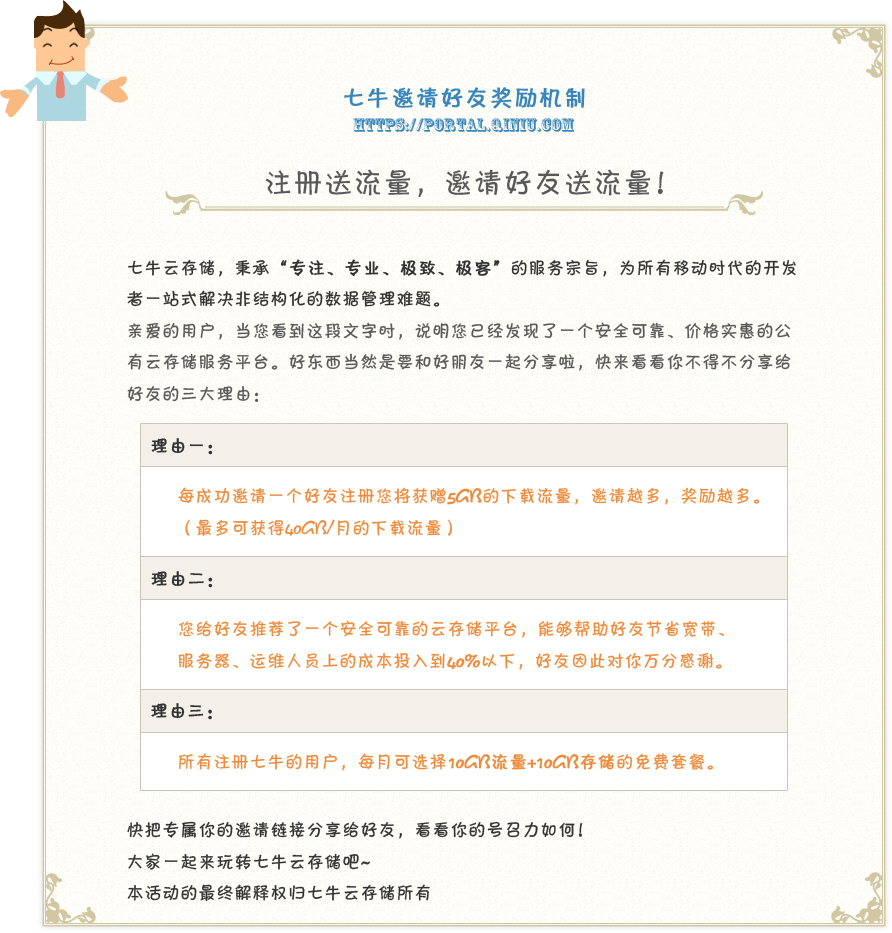 七牛邀请好友奖励机制
HTTPS://PORTAL.QINIU.COM
注册送流量，邀请好友送流量！
七牛云存储，秉承“专注、专业、极致、极客”的服务宗旨，为所有移动时代的开发
者一站式解决非结构化的数据管理难题。
亲爱的用户，当您看到这段文字时，说明您已经发现了一个安全可靠、价格实惠的公
有云存储服务平台。好东西当然是要和好朋友一起分享啦，快来看看你不得不分享给
好友的三大理由：
理由一：
每成功邀请一个好友注册您将获赠5GB的下载流量，邀请越多，奖励越多。
（最多可获得40GB/月的下载流量）
理由二：
您给好友推荐了一个安全可靠的云存储平台，能够帮助好友节省宽带、
服务器、运维人员上的成本投入到40%以下，好友因此对你万分感谢。
理由三：
所有注册七牛的用户，每月可选择10GB流量+10GB存储的免费套餐。
快把专属你的邀请链接分享给好友，看看你的号召力如何！
大家一起来玩转七牛云存储吧~
本活动的最终解释权归七牛云存储所有